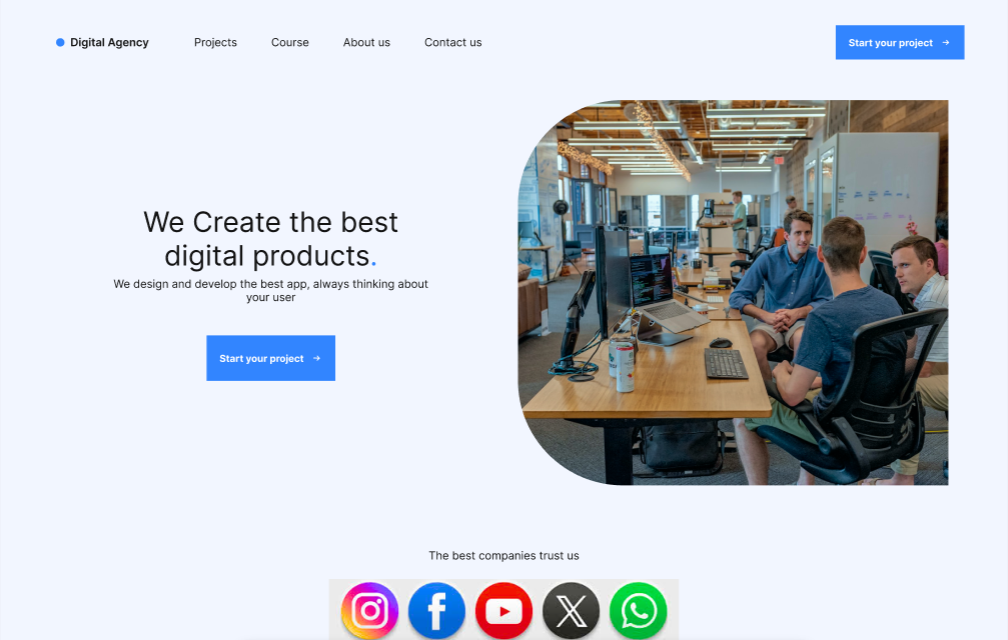 Digital Agency
Projects
Course
About us
Contact us
Start your project
We Create the best
digital products.
We design and develop the best app, always thinking about
your user
Start your project
The best companies trust us